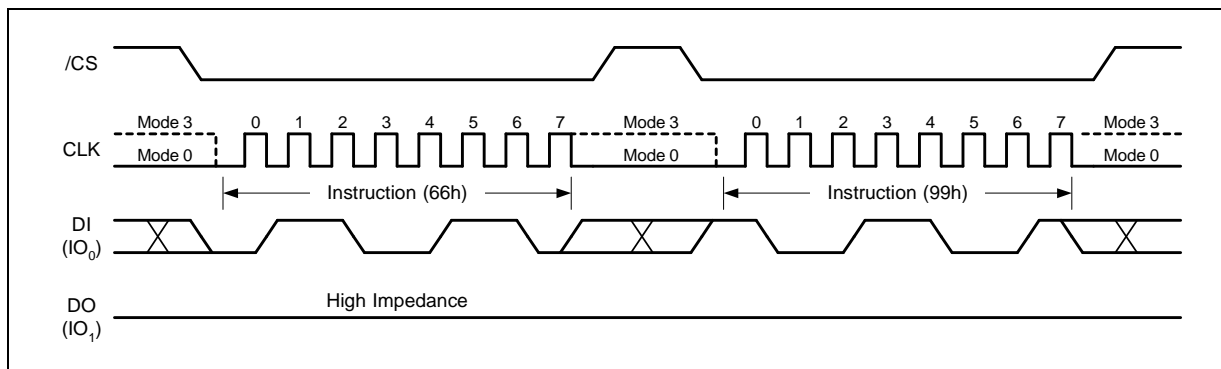 /CS
Mode 3 0 1 2 3 4 5 6 7 Mode 3 0 1 2 3 4 5 6 7 Mode 3
CLK
Mode 0 Mode 0 Mode 0
Instruction (66h) Instruction (99h)
DI
(IO₀)
DO
(IO₁)
High Impedance